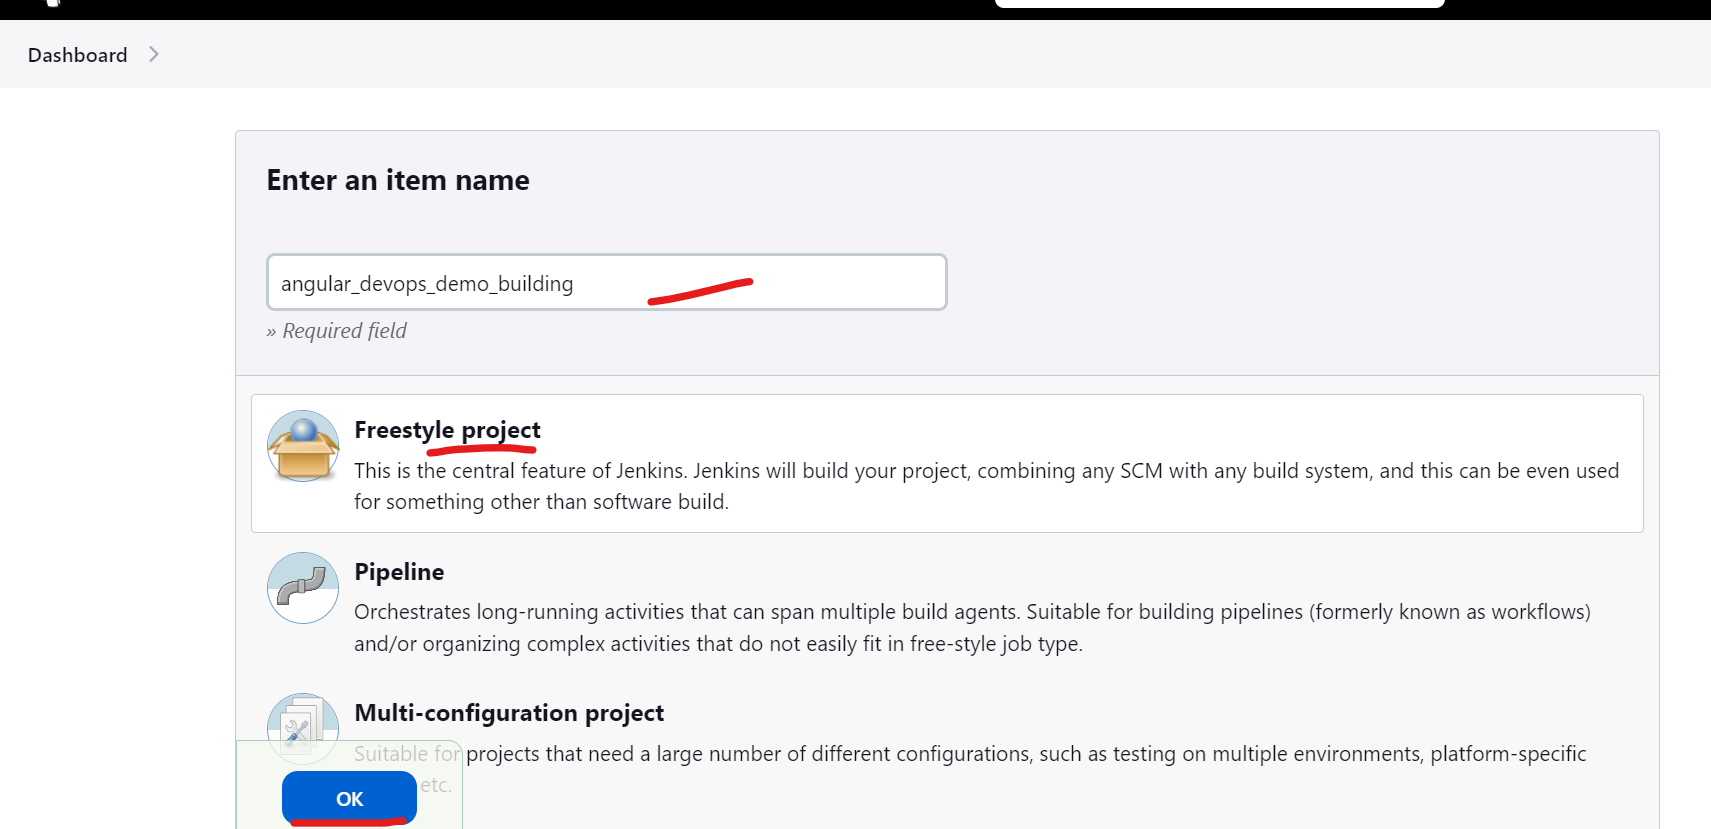 Dashboard
Enter an item name
angular_devops_demo_building
» Required field
Freestyle project
This is the central feature of Jenkins. Jenkins will build your project, combining any SCM with any build system, and this can be even used
for something other than software build.
Pipeline
Orchestrates long-running activities that can span multiple build agents. Suitable for building pipelines (formerly known as workflows)
and/or organizing complex activities that do not easily fit in free-style job type.
Multi-configuration project
Suitable for projects that need a large number of different configurations, such as testing on multiple environments, platform-specific
etc.
OK